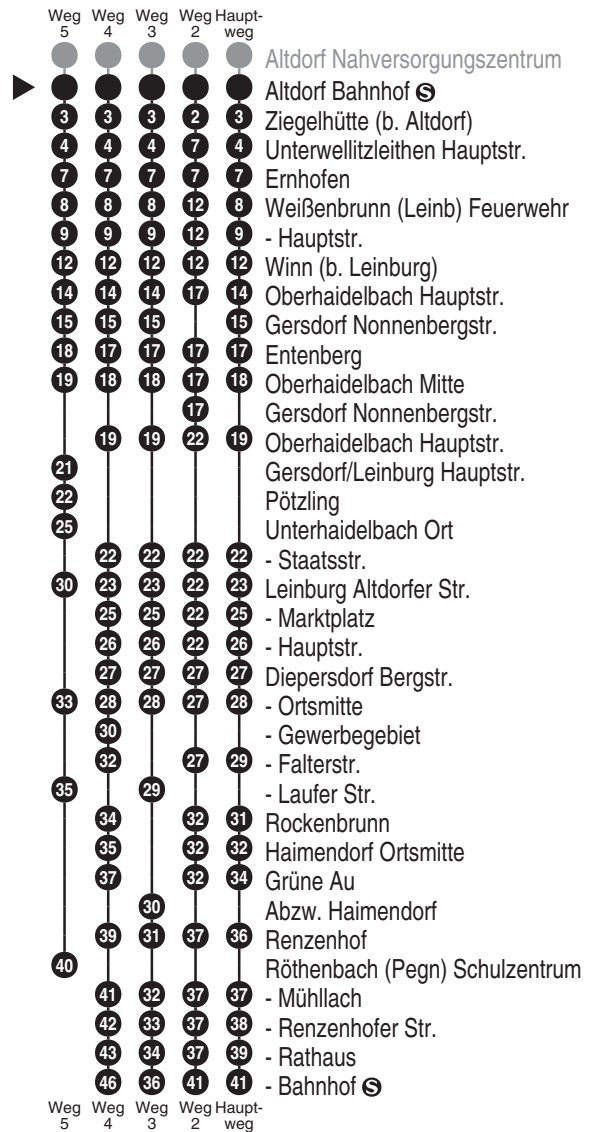 Weg Weg Weg Weg Haupt-
5 4 3 2 weg
Altdorf Nahversorgungszentrum
Altdorf Bahnhof S
3 3 3 2 3 Ziegelhütte (b. Altdorf)
4 4 4 7 4 Unterwellitzleithen Hauptstr.
7 7 7 7 7 Ernhofen
8 8 8 12 8 Weißenbrunn (Leinb) Feuerwehr
9 9 9 12 9 - Hauptstr.
12 12 12 12 12 Winn (b. Leinburg)
14 14 14 17 14 Oberhaidelbach Hauptstr.
15 15 15 15 Gersdorf Nonnenbergstr.
18 17 17 17 17 Entenberg
19 18 18 17 18 Oberhaidelbach Mitte
17 Gersdorf Nonnenbergstr.
19 19 22 19 Oberhaidelbach Hauptstr.
21 Gersdorf/Leinburg Hauptstr.
22 Pötzling
25 Unterhaidelbach Ort
22 22 22 22 - Staatsstr.
30 23 23 22 23 Leinburg Altdorfer Str.
25 25 22 25 - Marktplatz
26 26 22 26 - Hauptstr.
27 27 27 27 Diepersdorf Bergstr.
33 28 28 27 28 - Ortsmitte
30 - Gewerbegebiet
32 27 29 - Falterstr.
35 29 - Laufer Str.
34 32 31 Rockenbrunn
35 32 32 Haimendorf Ortsmitte
37 32 34 Grüne Au
30 Abzw. Haimendorf
39 31 37 36 Renzenhof
40 Röthenbach (Pegn) Schulzentrum
41 32 37 37 - Mühllach
42 33 37 38 - Renzenhofer Str.
43 34 37 39 - Rathaus
46 36 41 41 - Bahnhof S
Weg Weg Weg Weg Haupt-
5 4 3 2 weg